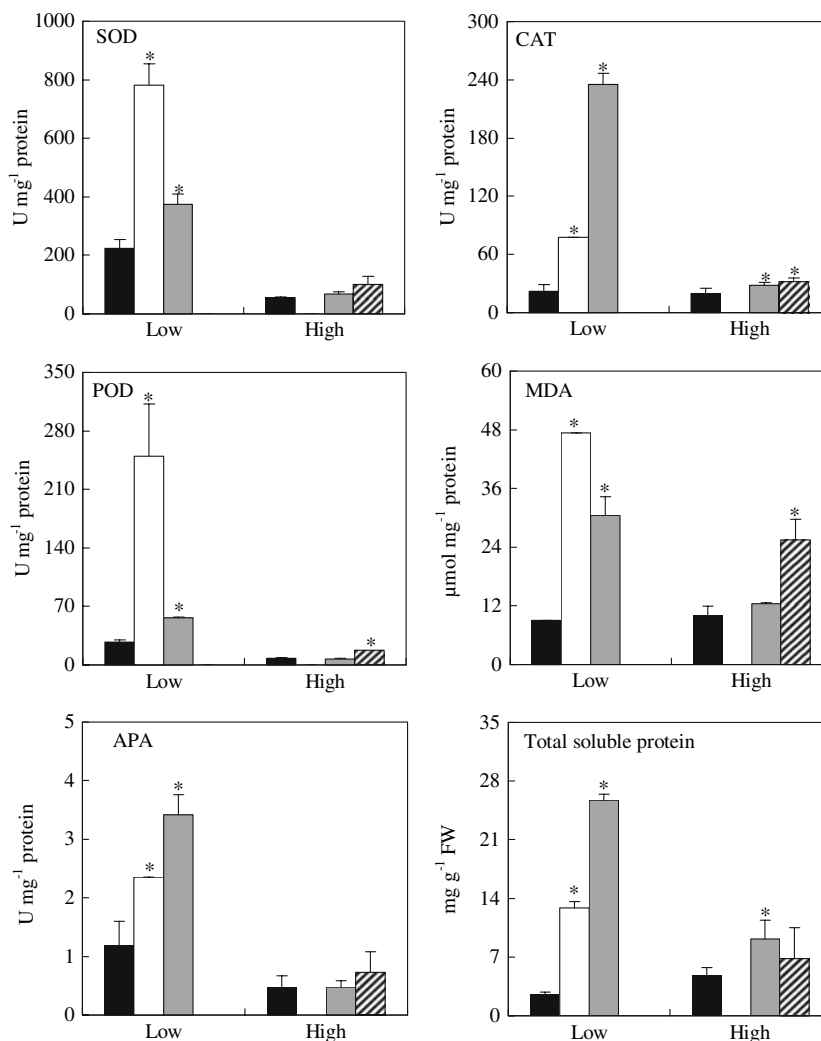 SOD
U mg⁻¹ protein
1000
800
600
400
200
0
*
*
Low
High
CAT
U mg⁻¹ protein
300
240
180
120
60
0
*
*
*
*
Low
High
POD
U mg⁻¹ protein
350
280
210
140
70
0
*
*
*
Low
High
MDA
µmol mg⁻¹ protein
60
48
36
24
12
0
*
*
*
Low
High
APA
U mg⁻¹ protein
5
4
3
2
1
0
*
*
Low
High
Total soluble protein
mg g⁻¹ FW
35
28
21
14
7
0
*
*
*
Low
High